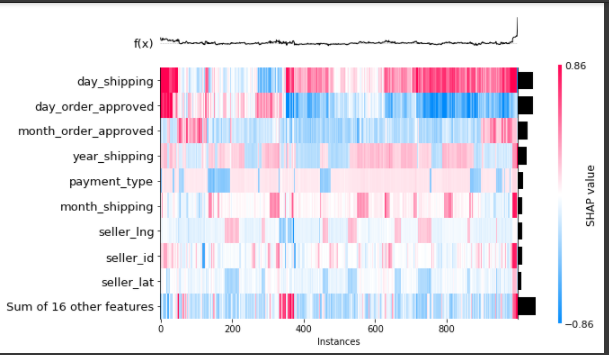 f(x)
day_shipping
day_order_approved
month_order_approved
year_shipping
payment_type
month_shipping
seller_lng
seller_id
seller_lat
Sum of 16 other features
0 200 400 600 800
Instances
0.86
SHAP value
−0.86